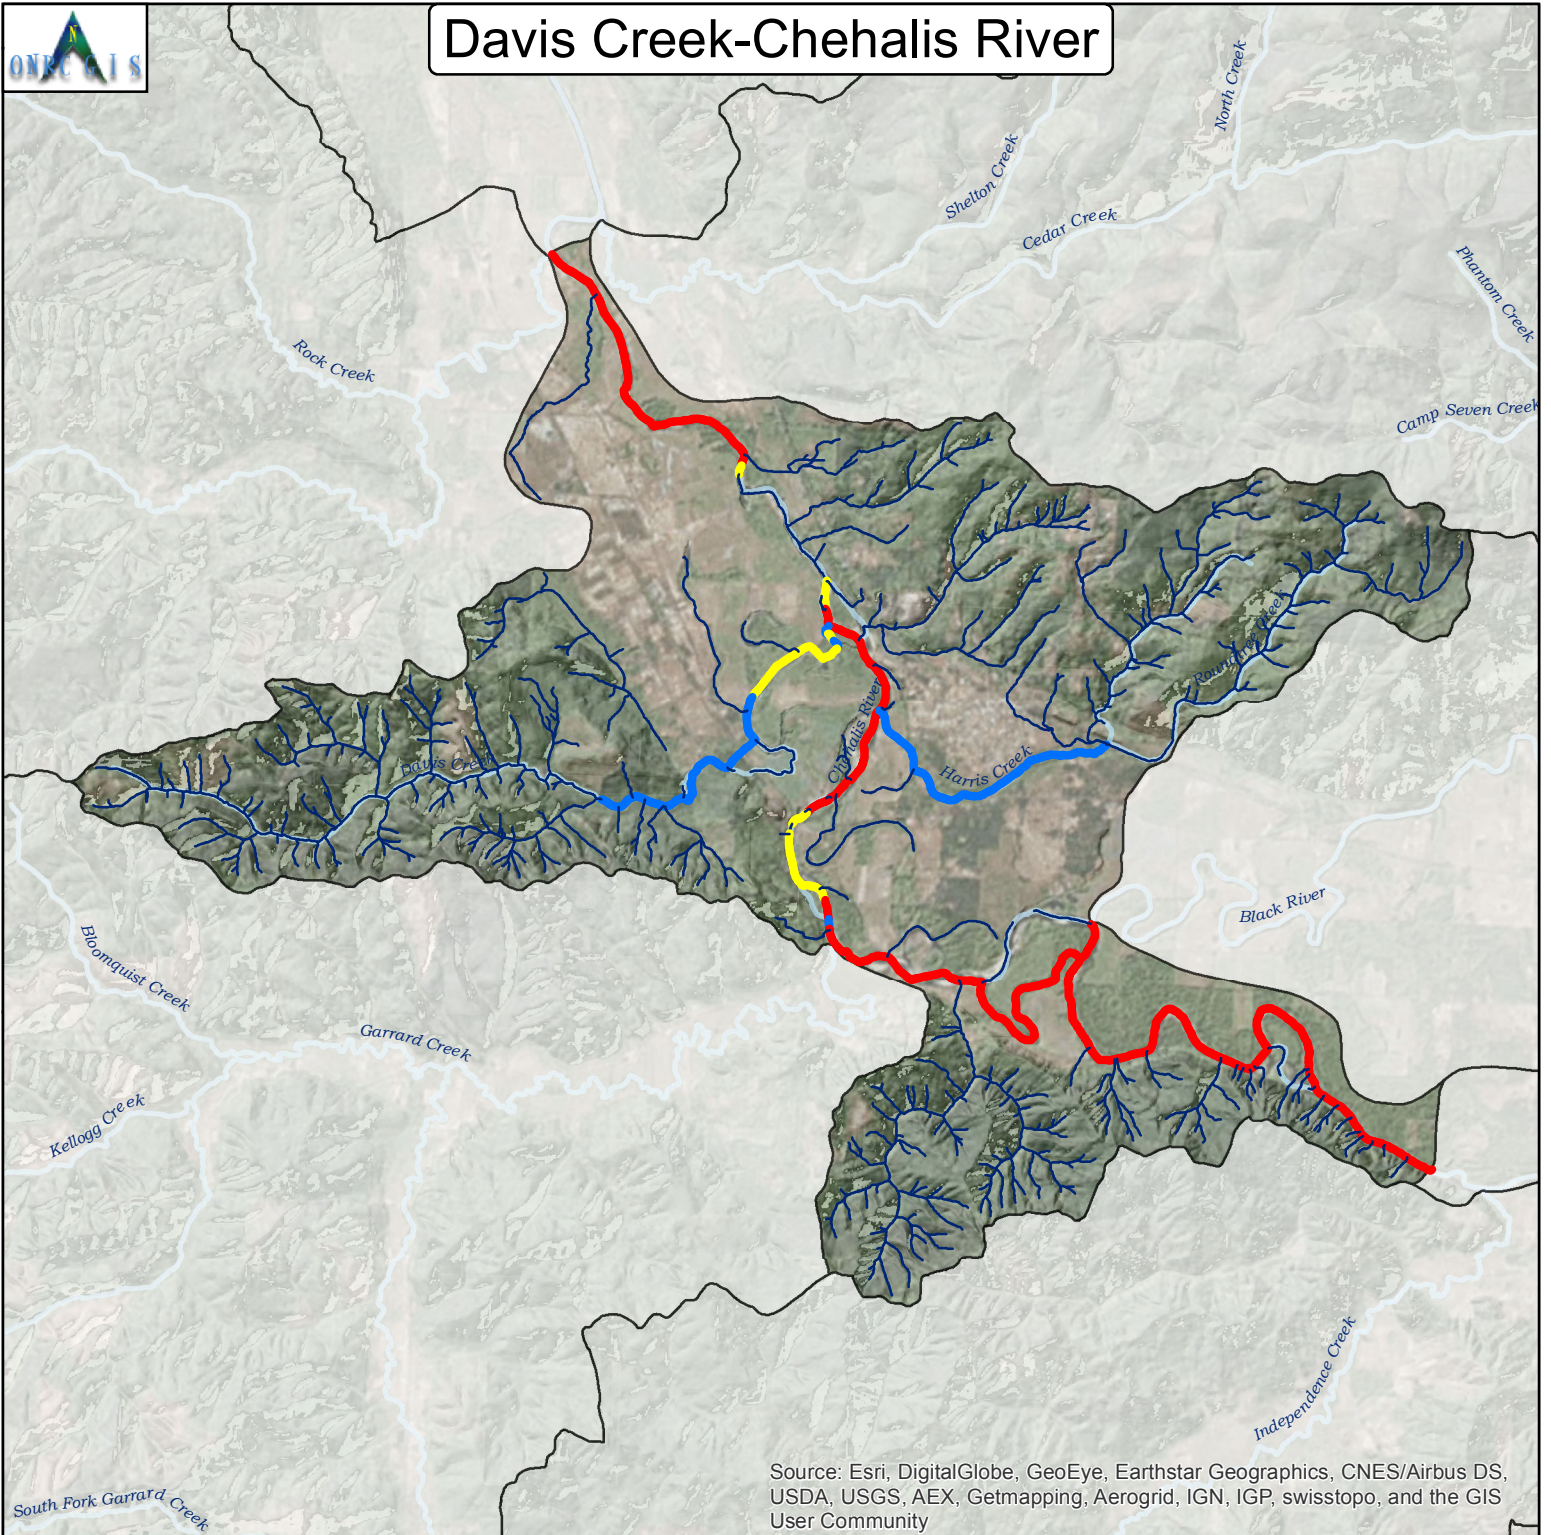 ONRC GIS
N
Davis Creek-Chehalis River
North Creek
Shelton Creek
Cedar Creek
Phantom Creek
Rock Creek
Camp Seven Creek
Roundtree Creek
Chehalis River
Davis Creek
Harris Creek
Black River
Bloomquist Creek
Garrard Creek
Kellogg Creek
Independence Creek
South Fork Garrard Creek
Source: Esri, DigitalGlobe, GeoEye, Earthstar Geographics, CNES/Airbus DS,
USDA, USGS, AEX, Getmapping, Aerogrid, IGN, IGP, swisstopo, and the GIS
User Community